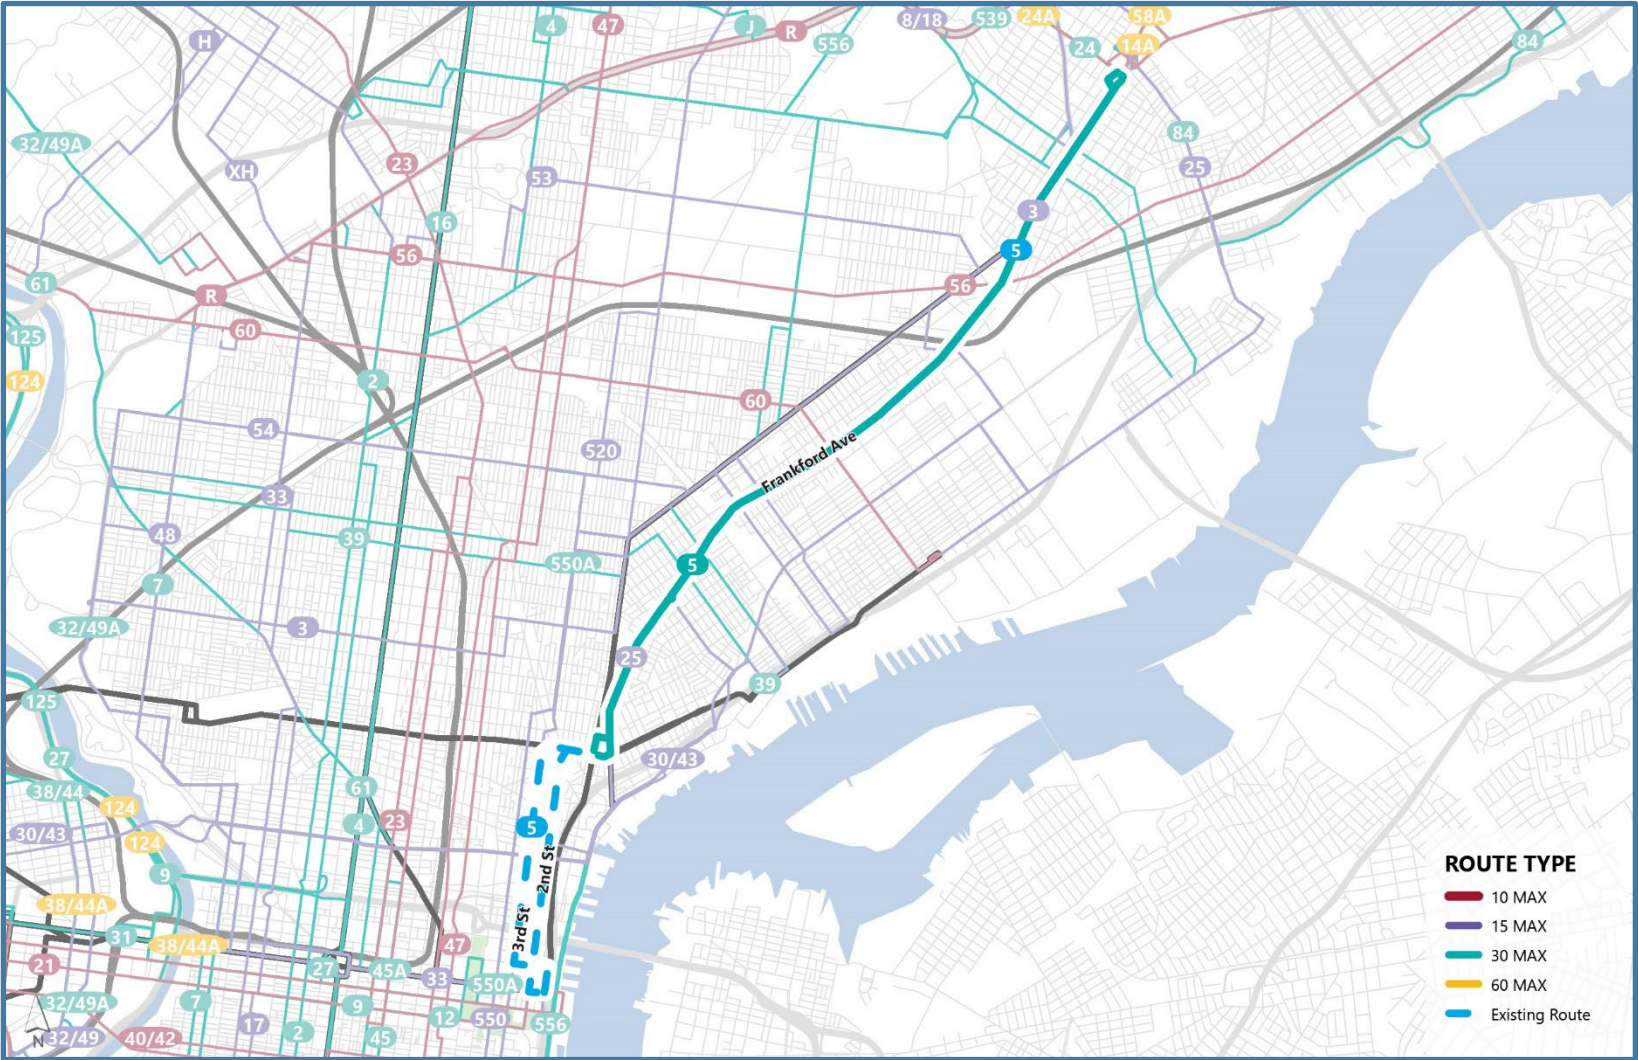 4
47
J
R
556
8/18
539
24A
58A
24
14A
84
H
32/49A
XH
23
53
84
25
16
3
5
56
56
61
R
60
125
124
2
60
54
520
Frankford Ave
33
48
39
550A
5
7
32/49A
3
25
39
125
27
30/43
38/44
61
124
4
23
5
30/43
124
2nd St
9
38/44A
3rd St
31
38/44A
47
21
27
45A
33
550A
32/49A
7
9
12
550
556
N
32/49
40/42
17
2
45
ROUTE TYPE
10 MAX
15 MAX
30 MAX
60 MAX
Existing Route